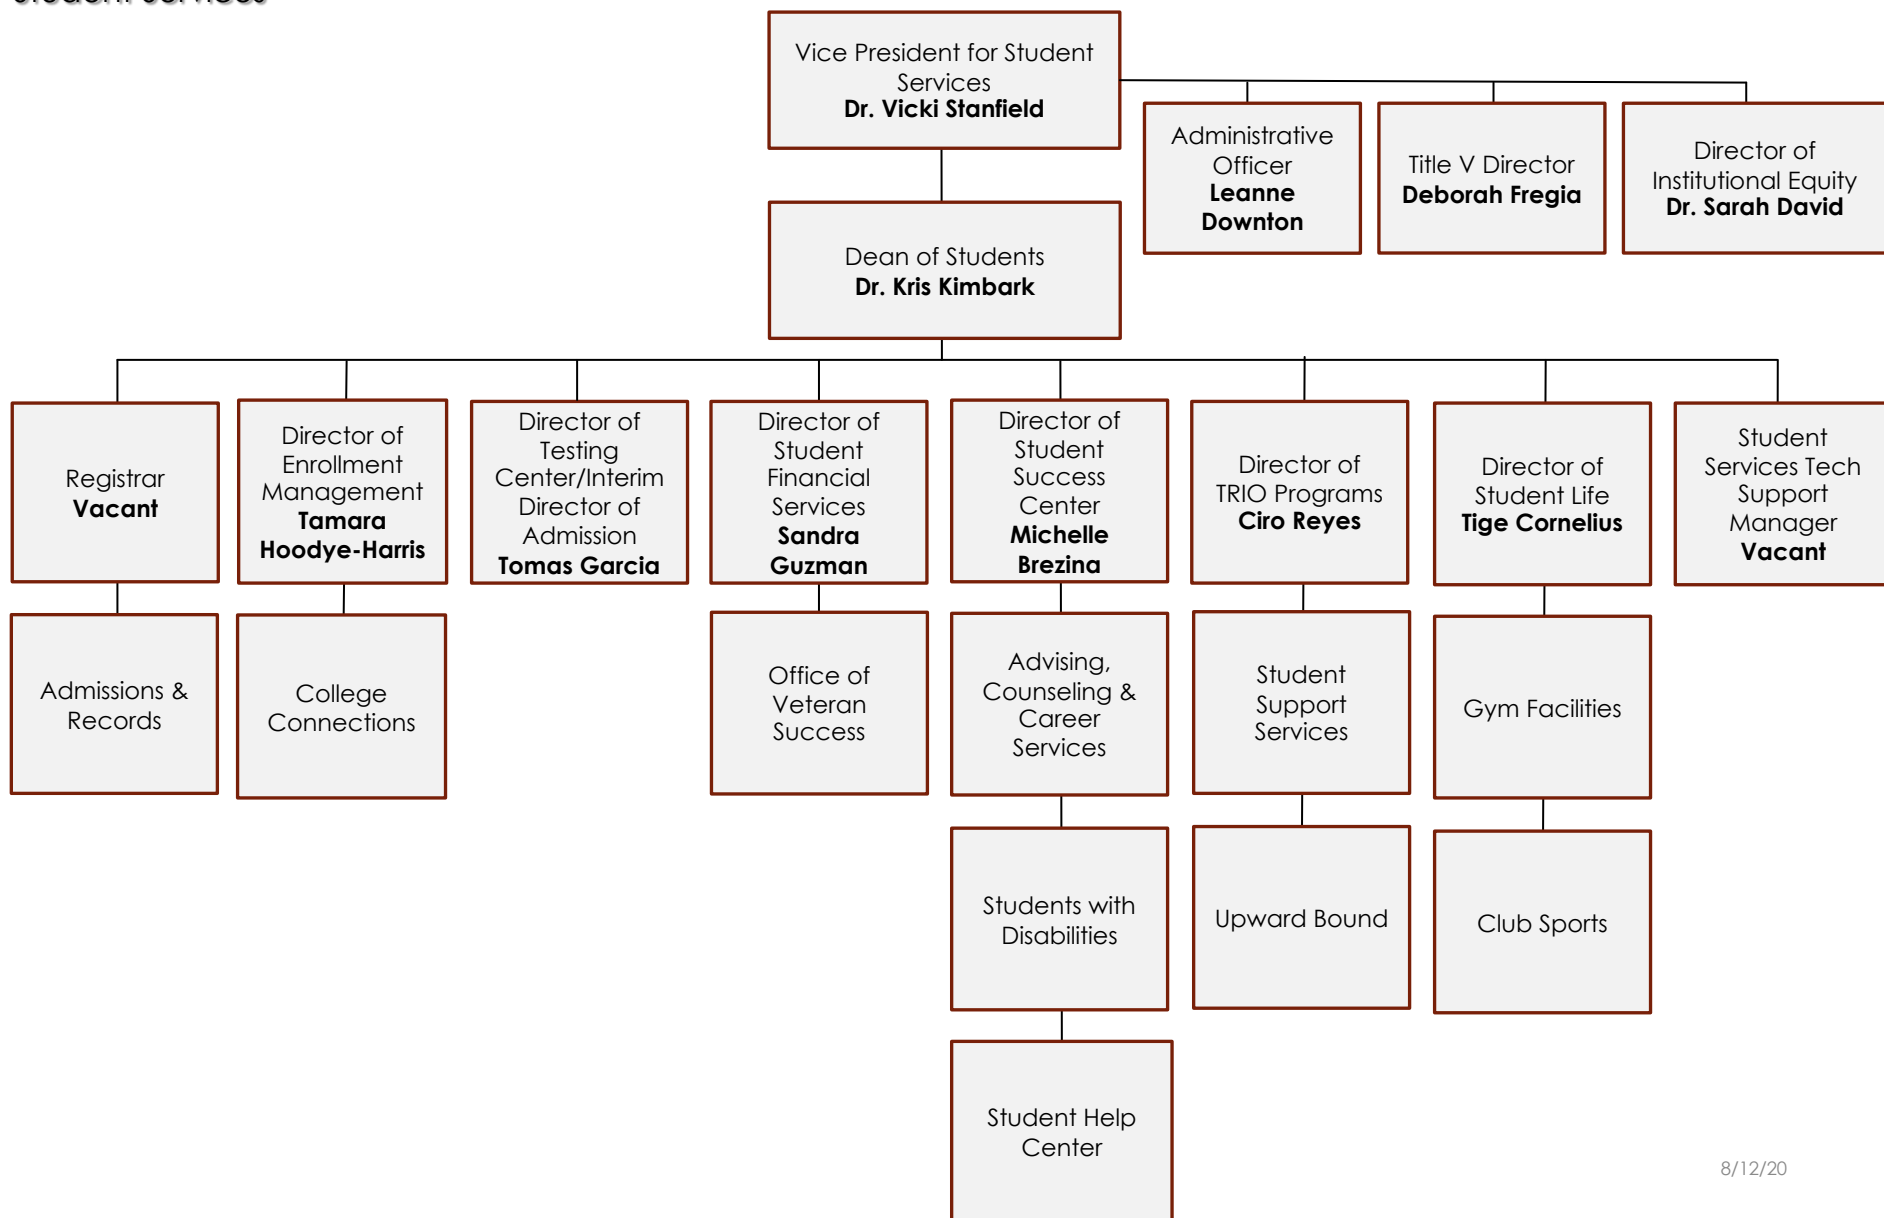 Student Services
Vice President for Student
Services
Dr. Vicki Stanfield
Administrative
Officer
Leanne
Downton
Title V Director
Deborah Fregia
Director of
Institutional Equity
Dr. Sarah David
Dean of Students
Dr. Kris Kimbark
Registrar
Vacant
Director of
Enrollment
Management
Tamara
Hoodye-Harris
Director of
Testing
Center/Interim
Director of
Admission
Tomas Garcia
Director of
Student
Financial
Services
Sandra
Guzman
Director of
Student
Success
Center
Michelle
Brezina
Director of
TRIO Programs
Ciro Reyes
Director of
Student Life
Tige Cornelius
Student
Services Tech
Support
Manager
Vacant
Admissions &
Records
College
Connections
Office of
Veteran
Success
Advising,
Counseling &
Career
Services
Student
Support
Services
Gym Facilities
Students with
Disabilities
Upward Bound
Club Sports
Student Help
Center
8/12/20